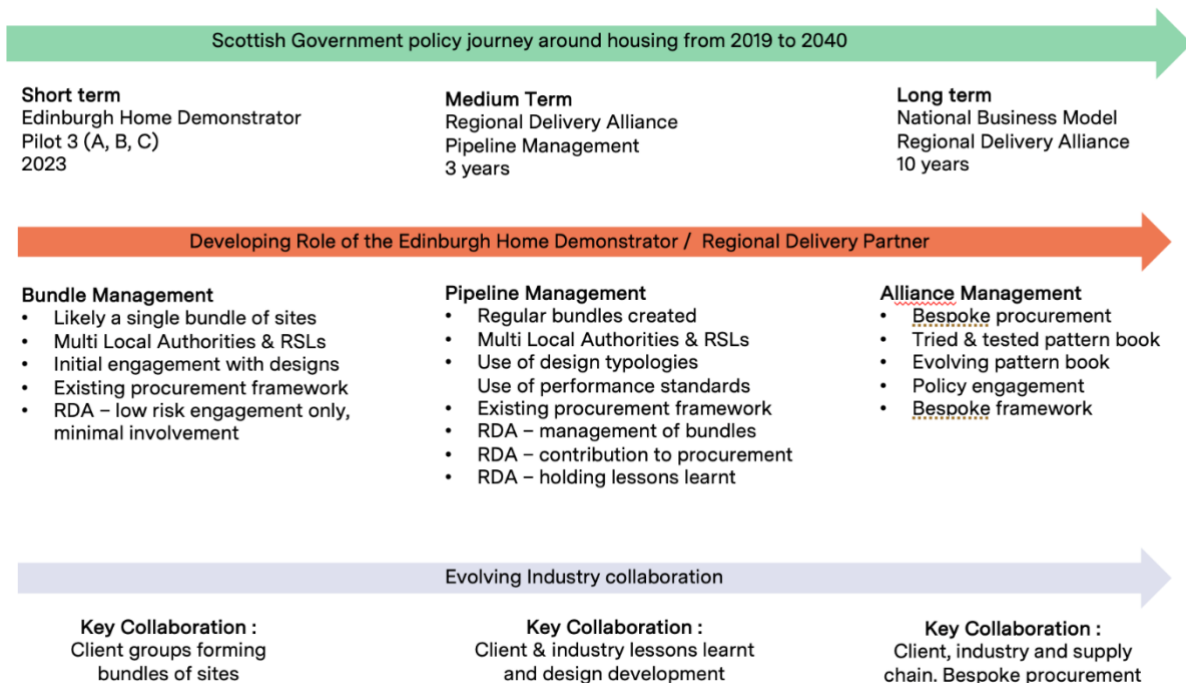 Scottish Government policy journey around housing from 2019 to 2040
Short term
Edinburgh Home Demonstrator
Pilot 3 (A, B, C)
2023
Medium Term
Regional Delivery Alliance
Pipeline Management
3 years
Long term
National Business Model
Regional Delivery Alliance
10 years
Developing Role of the Edinburgh Home Demonstrator / Regional Delivery Partner
Bundle Management
• Likely a single bundle of sites
• Multi Local Authorities & RSLs
• Initial engagement with designs
• Existing procurement framework
• RDA – low risk engagement only,
minimal involvement
Pipeline Management
• Regular bundles created
• Multi Local Authorities & RSLs
• Use of design typologies
Use of performance standards
• Existing procurement framework
• RDA – management of bundles
• RDA – contribution to procurement
• RDA – holding lessons learnt
Alliance Management
• Bespoke procurement
• Tried & tested pattern book
• Evolving pattern book
• Policy engagement
• Bespoke framework
Evolving Industry collaboration
Key Collaboration :
Client groups forming
bundles of sites
Key Collaboration :
Client & industry lessons learnt
and design development
Key Collaboration :
Client, industry and supply
chain. Bespoke procurement